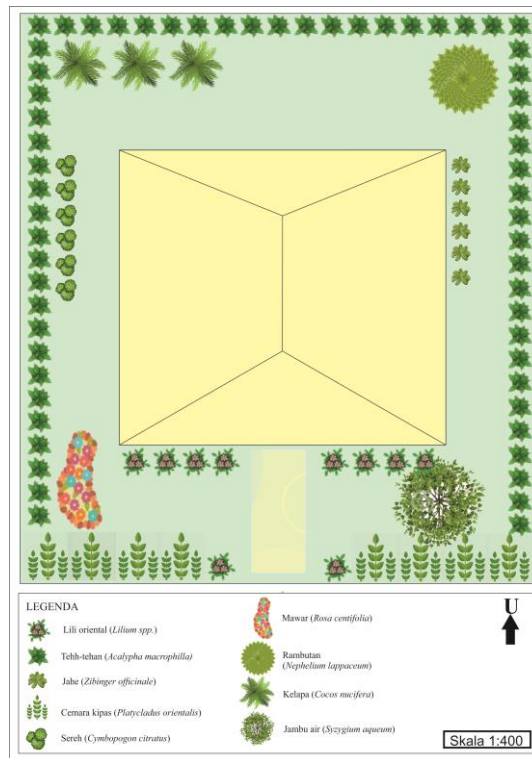 LEGENDA
Lili oriental (Lilium spp.)
Tehh-tehan (Acalypha macrophilla)
Jahe (Zibinger officinale)
Cemara kipas (Platycladus orientalis)
Sereh (Cymbopogon citratus)
Mawar (Rosa centifolia)
Rambutan
(Nephelium lappaceum)
Kelapa (Cocos nucifera)
Jambu air (Syzygium aqueum)
U
Skala 1:400